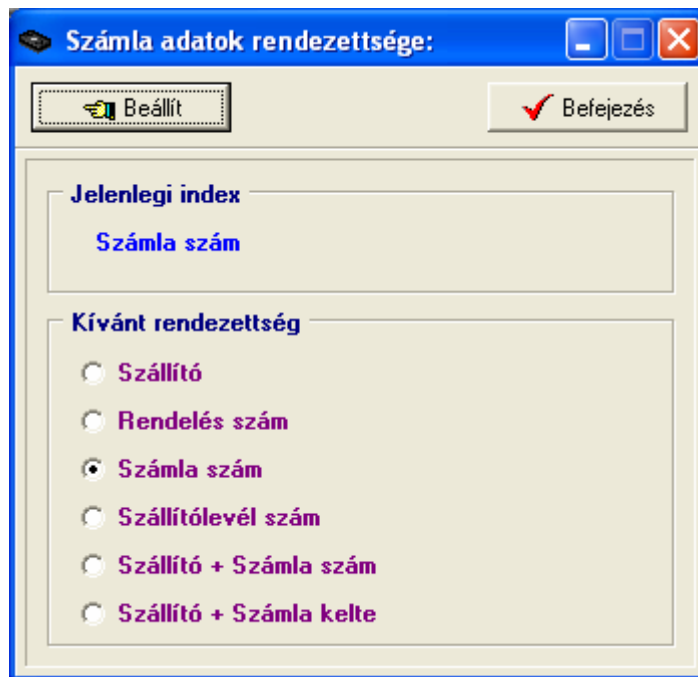 Számla adatok rendezettsége:
Beállít
Befejezés
Jelenlegi index
Számla szám
Kívánt rendezettség
Szállító
Rendelés szám
Számla szám
Szállítólevél szám
Szállító + Számla szám
Szállító + Számla kelte